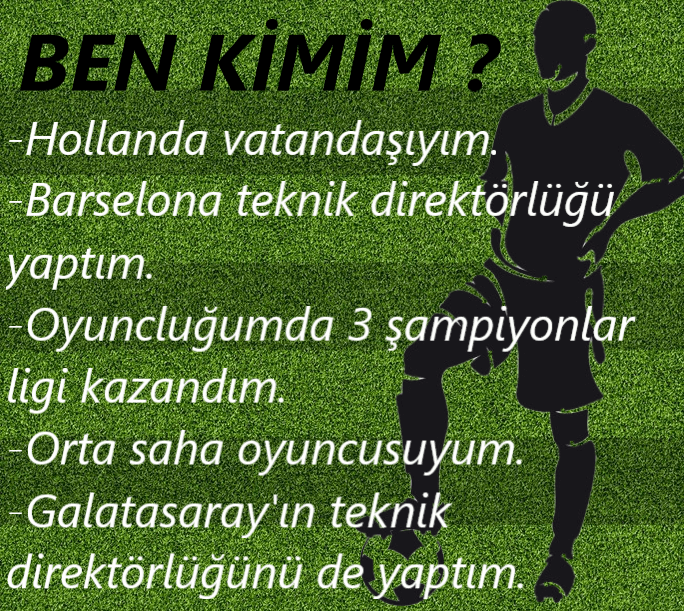 BEN KİMİM ?
-Hollanda vatandaşıyım.
-Barselona teknik direktörlüğü
yaptım.
-Oyuncluğumda 3 şampiyonlar
ligi kazandım.
-Orta saha oyuncusuyum.
-Galatasaray'ın teknik
direktörlüğünü de yaptım.